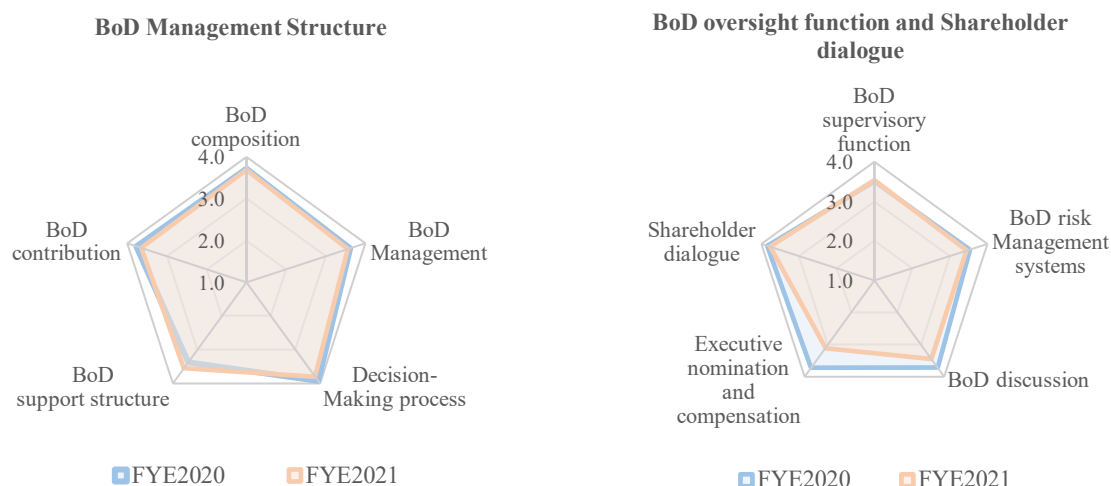 BoD Management Structure
BoD
composition
4.0
3.0
2.0
1.0
BoD
Management
Decision-
Making process
BoD
support structure
BoD
contribution
FYE2020
FYE2021
BoD oversight function and Shareholder
dialogue
BoD
supervisory
function
4.0
3.0
2.0
1.0
BoD risk
Management
systems
BoD discussion
Executive
nomination
and
compensation
Shareholder
dialogue
FYE2020
FYE2021